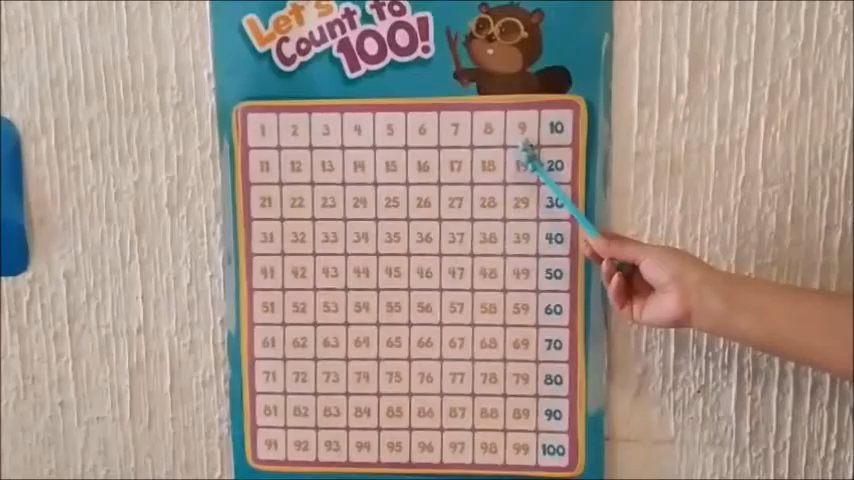 Let's
Count to
100!
1 2 3 4 5 6 7 8 9 10
11 12 13 14 15 16 17 18 19 20
21 22 23 24 25 26 27 28 29 30
31 32 33 34 35 36 37 38 39 40
41 42 43 44 45 46 47 48 49 50
51 52 53 54 55 56 57 58 59 60
61 62 63 64 65 66 67 68 69 70
71 72 73 74 75 76 77 78 79 80
81 82 83 84 85 86 87 88 89 90
91 92 93 94 95 96 97 98 99 100